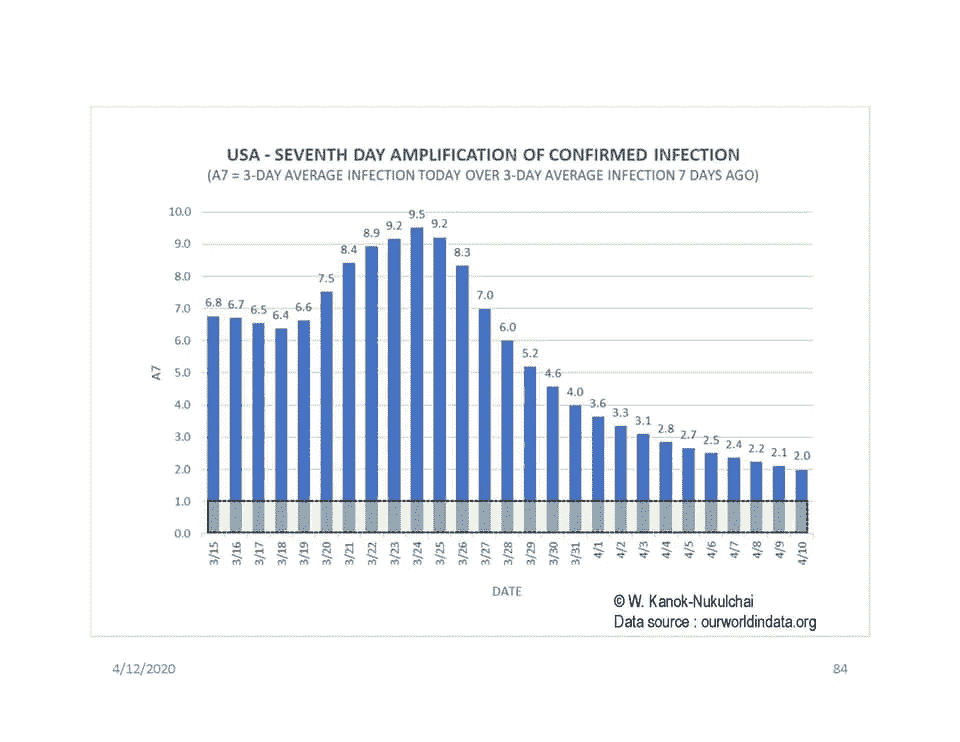 USA - SEVENTH DAY AMPLIFICATION OF CONFIRMED INFECTION
(A7 = 3-DAY AVERAGE INFECTION TODAY OVER 3-DAY AVERAGE INFECTION 7 DAYS AGO)
10.0
9.0
8.0
7.0
6.0
5.0
4.0
3.0
2.0
1.0
0.0
A7
6.8 6.7 6.5 6.4 6.6 7.5 8.4 8.9 9.2 9.5 9.2 8.3 7.0 6.0 5.2 4.6 4.0 3.6 3.3 3.1 2.8 2.7 2.5 2.4 2.2 2.1 2.0
3/15 3/16 3/17 3/18 3/19 3/20 3/21 3/22 3/23 3/24 3/25 3/26 3/27 3/28 3/29 3/30 3/31 4/1 4/2 4/3 4/4 4/5 4/6 4/7 4/8 4/9 4/10
DATE
© W. Kanok-Nukulchai
Data source : ourworldindata.org
4/12/2020
84